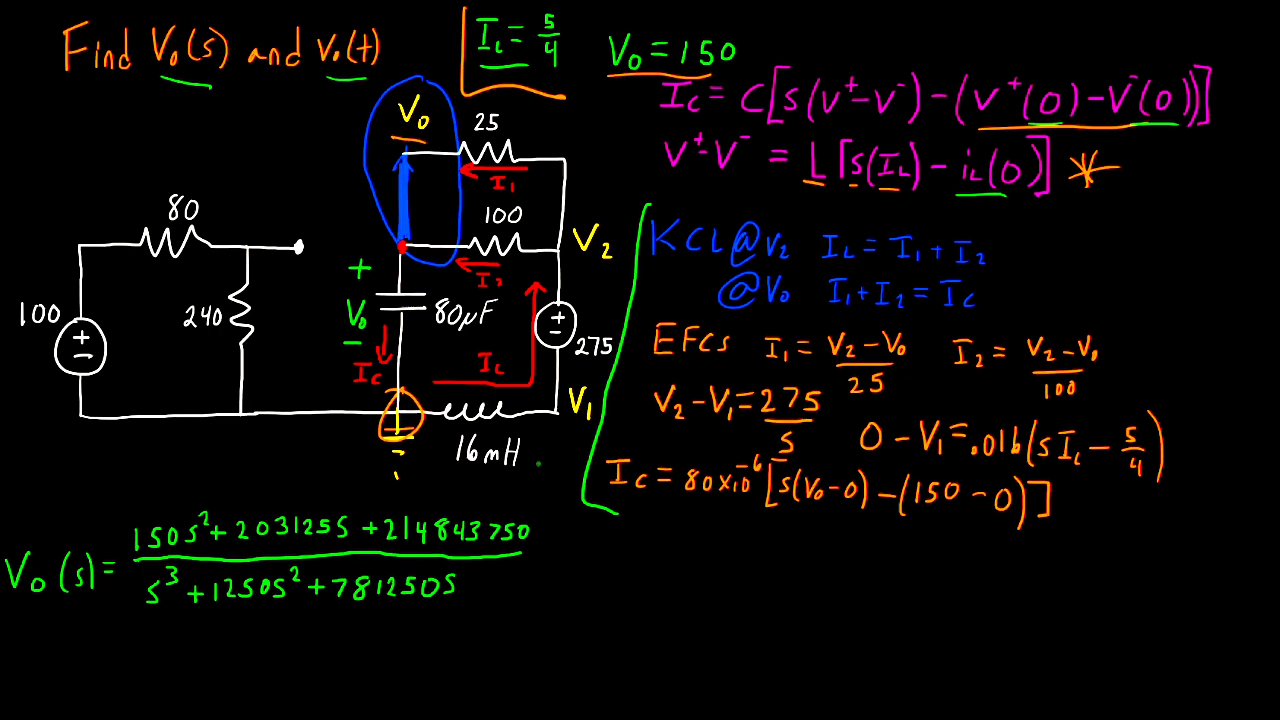 Find V₀(s) and v₀(t)
I_L = 5/4
V₀ = 150
I_C = C[s(V⁺-V⁻) - (V⁺(0) - V⁻(0))]
V⁺-V⁻ = L[s(I_L) - i_L(0)]
V₀
25
I₁
80
100
V₂
I₂
KCL @V₂ I_L = I₁ + I₂
@V₀ I₁+I₂ = I_C
100
+
-
240
+
V₀
-
80µF
I_C
I_L
+
-
275
V₁
16mH
EFCs I₁ = (V₂-V₀)/25 I₂ = (V₂-V₀)/100
V₂-V₁ = 275/s 0-V₁ = .016(sI_L - 5/4)
I_C = 80×10⁻⁶[s(V₀-0) - (150-0)]
V₀(s) = (150s² + 203125s + 214843750)/(s³ + 1250s² + 781250s)